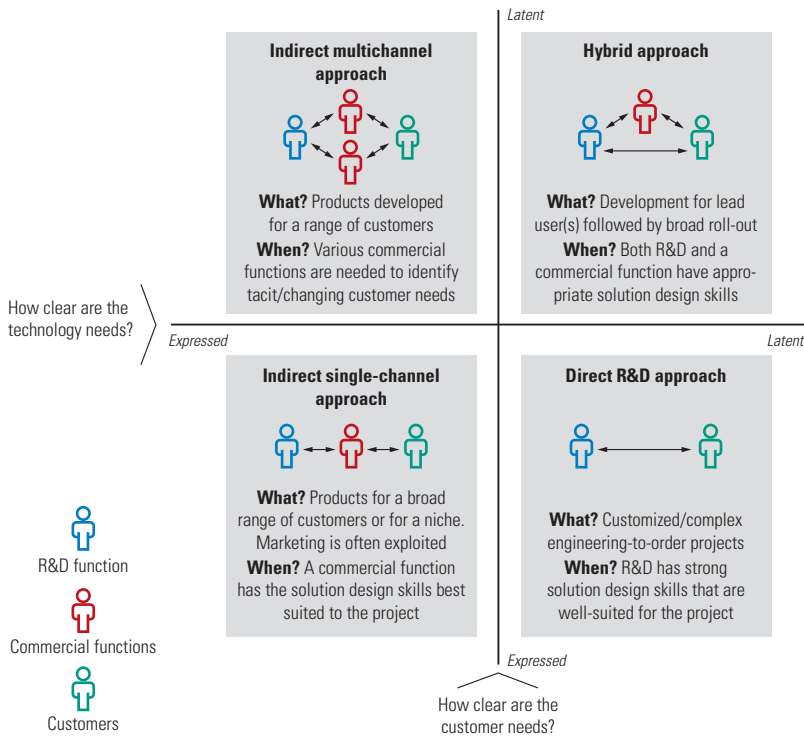 Latent
Indirect multichannel
approach
What? Products developed
for a range of customers
When? Various commercial
functions are needed to identify
tacit/changing customer needs
Hybrid approach
What? Development for lead
user(s) followed by broad roll-out
When? Both R&D and a
commercial function have appro-
priate solution design skills
How clear are the
technology needs?
Expressed
Latent
Indirect single-channel
approach
What? Products for a broad
range of customers or for a niche.
Marketing is often exploited
When? A commercial function
has the solution design skills best
suited to the project
Direct R&D approach
What? Customized/complex
engineering-to-order projects
When? R&D has strong
solution design skills that are
well-suited for the project
R&D function
Commercial functions
Customers
Expressed
How clear are the
customer needs?